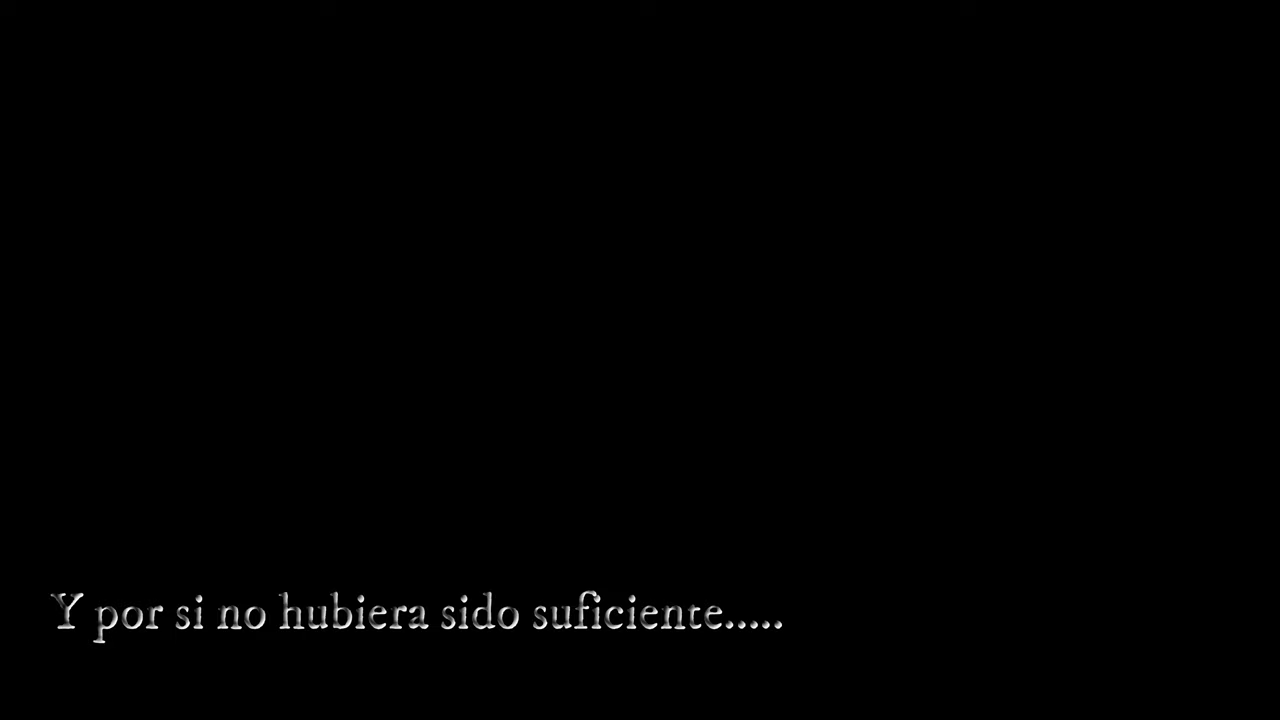 Y por si no hubiera sido suficiente.....